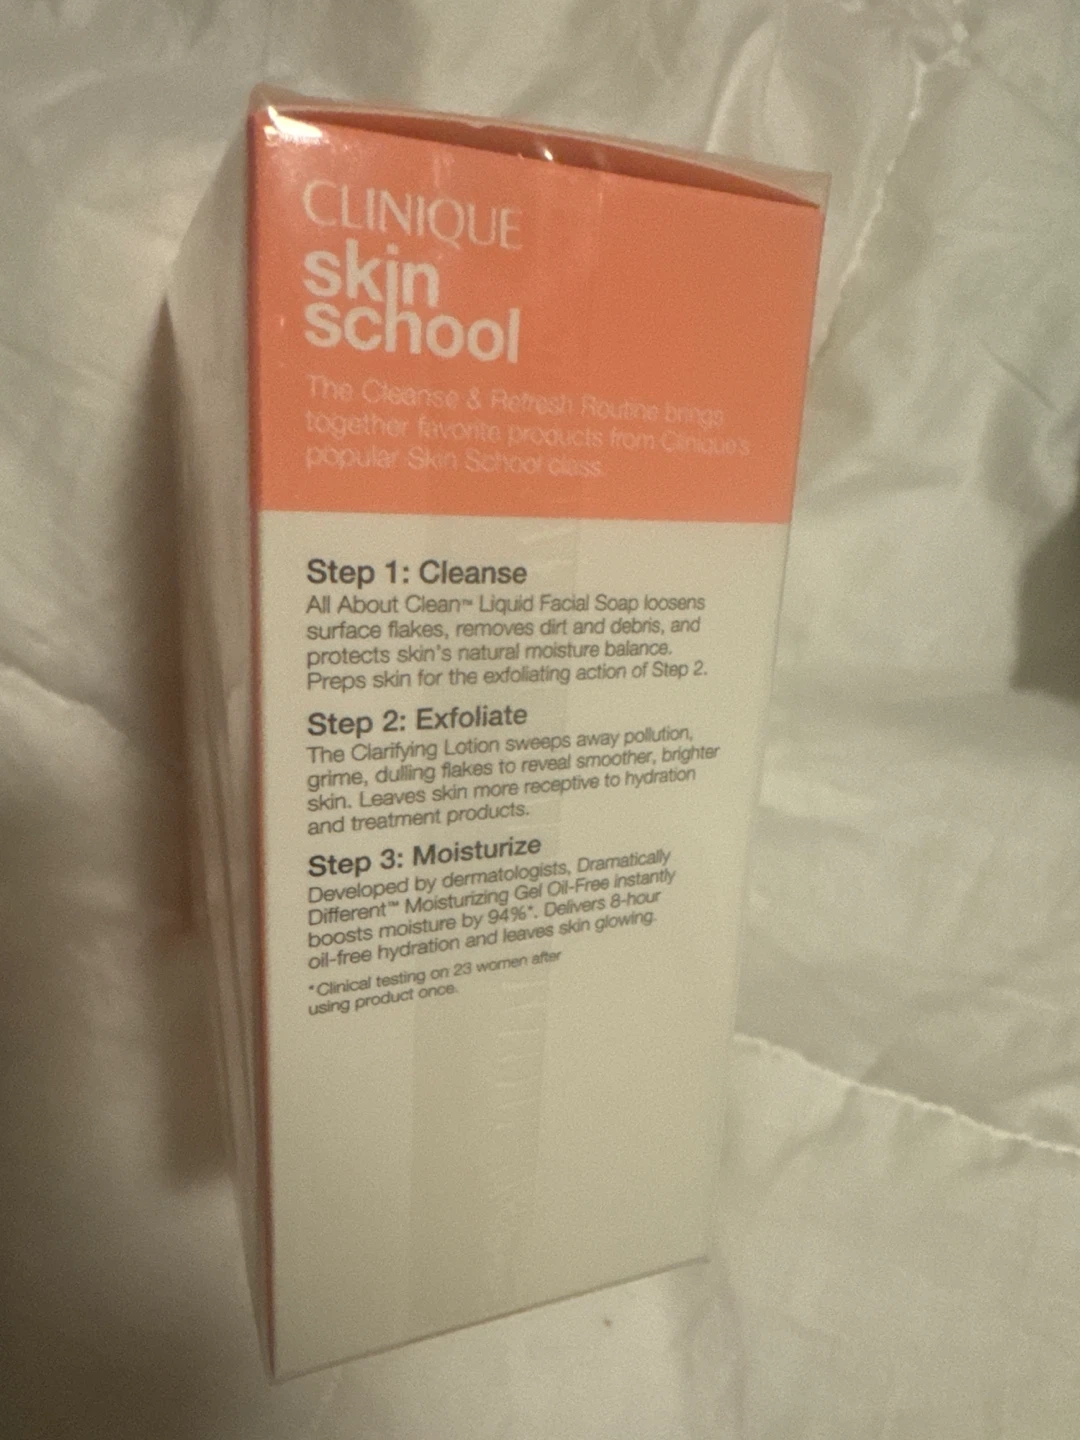 CLINIQUE
skin
school
The Cleanse & Refresh Routine brings
together favorite products from Clinique's
popular Skin School class.
Step 1: Cleanse
All About Clean™ Liquid Facial Soap loosens
surface flakes, removes dirt and debris, and
protects skin's natural moisture balance.
Preps skin for the exfoliating action of Step 2.
Step 2: Exfoliate
The Clarifying Lotion sweeps away pollution,
grime, dulling flakes to reveal smoother, brighter
skin. Leaves skin more receptive to hydration
and treatment products.
Step 3: Moisturize
Developed by dermatologists, Dramatically
Different™ Moisturizing Gel Oil-Free instantly
boosts moisture by 94%*. Delivers 8-hour
oil-free hydration and leaves skin glowing.
*Clinical testing on 23 women after
using product once.